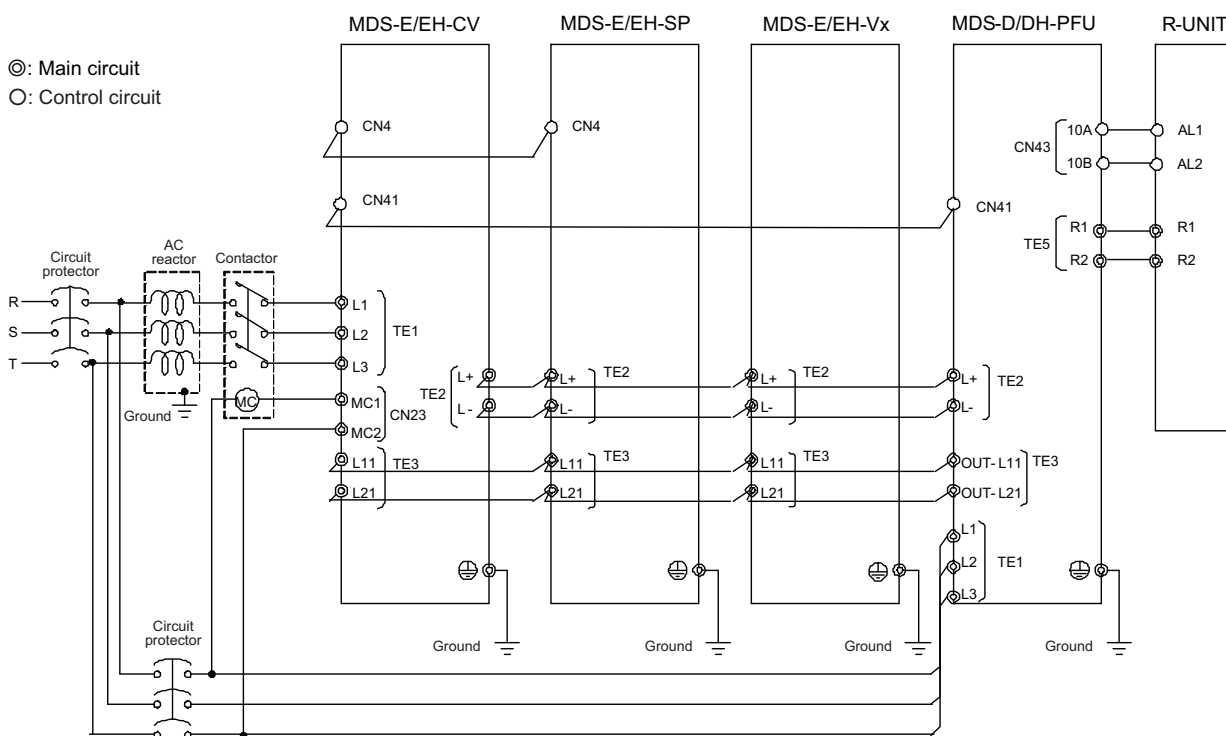 MDS-E/EH-CV MDS-E/EH-SP MDS-E/EH-Vx MDS-D/DH-PFU R-UNIT
◎: Main circuit
○: Control circuit
CN4 CN4
CN43 10A AL1
10B AL2
CN41 CN41
TE5 R1 R1
R2 R2
Circuit
protector
AC
reactor
Contactor
R L1
S L2 TE1
T L3
TE2 L+ L+ TE2 L+ TE2 L+ TE2
L- L- L- L-
Ground MC MC1 CN23
MC2
L11 TE3 L11 TE3 L11 TE3 OUT-L11 TE3
L21 L21 L21 OUT-L21
L1
L2 TE1
L3
Ground Ground Ground Ground
Circuit
protector